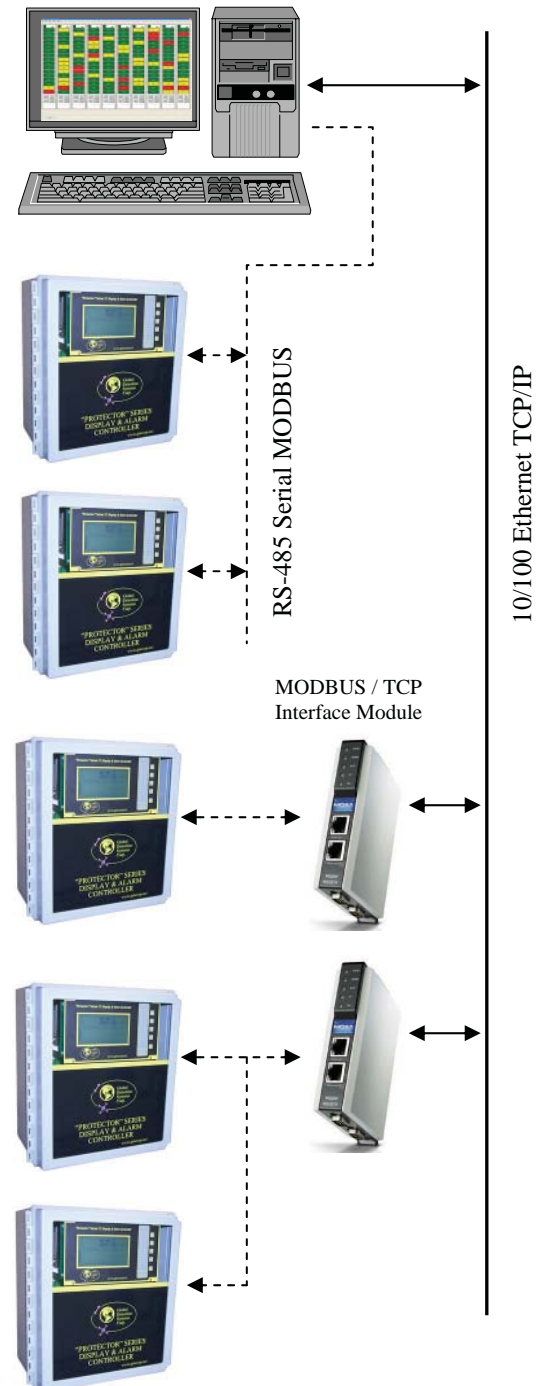 "PROTECTOR" SERIES
DISPLAY & ALARM
CONTROLLER
RS-485 Serial MODBUS
10/100 Ethernet TCP/IP
"PROTECTOR" SERIES
DISPLAY & ALARM
CONTROLLER
MODBUS / TCP
Interface Module
"PROTECTOR" SERIES
DISPLAY & ALARM
CONTROLLER
MOXA
"PROTECTOR" SERIES
DISPLAY & ALARM
CONTROLLER
MOXA
"PROTECTOR" SERIES
DISPLAY & ALARM
CONTROLLER